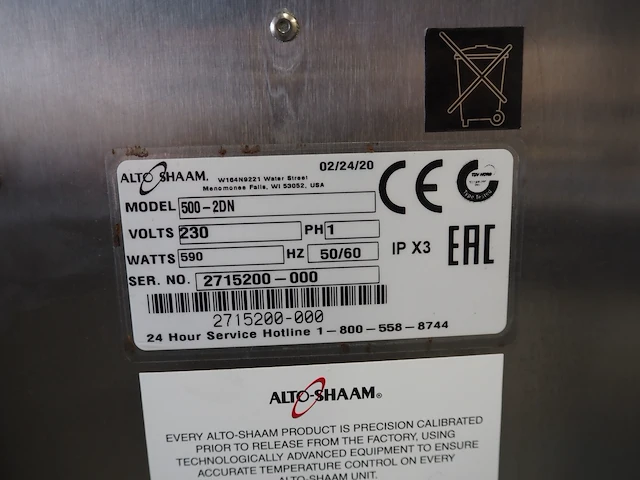 ALTO-SHAAM.
W164N9221 Water Street
Menomonee Falls, WI 53052, USA
02/24/20
CE
MODEL 500-2DN
VOLTS 230 PH 1
WATTS 590 HZ 50/60 IP X3
EAC
SER. NO. 2715200-000
2715200-000
24 Hour Service Hotline 1-800-558-8744
ALTO-SHAAM®
EVERY ALTO-SHAAM PRODUCT IS PRECISION CALIBRATED
PRIOR TO RELEASE FROM THE FACTORY, USING
TECHNOLOGICALLY ADVANCED EQUIPMENT TO ENSURE
ACCURATE TEMPERATURE CONTROL ON EVERY
ALTO-SHAAM UNIT.